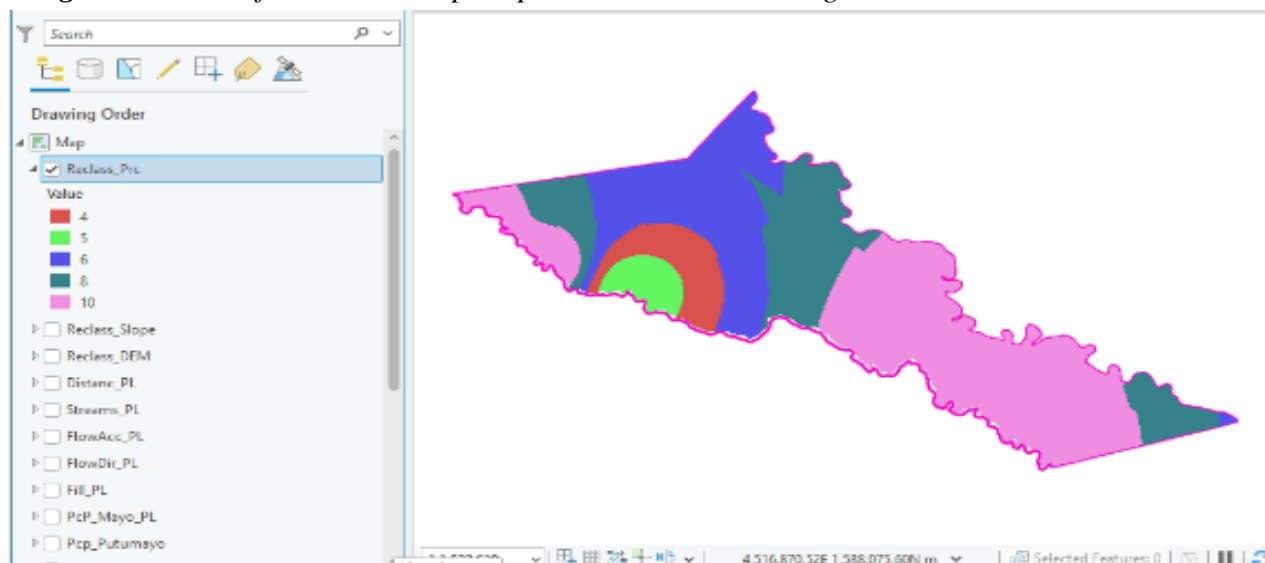 Search
Drawing Order
Map
Reclass_Prc
Value
4
5
6
8
10
Reclass_Slope
Reclass_DEM
Distanc_PL
Streams_PL
FlowAcc_PL
FlowDir_PL
Fill_PL
PcP_Mayo_PL
Pcp_Putumayo
4.516.870,52E 1.588.075,60N m
Selected Features: 0